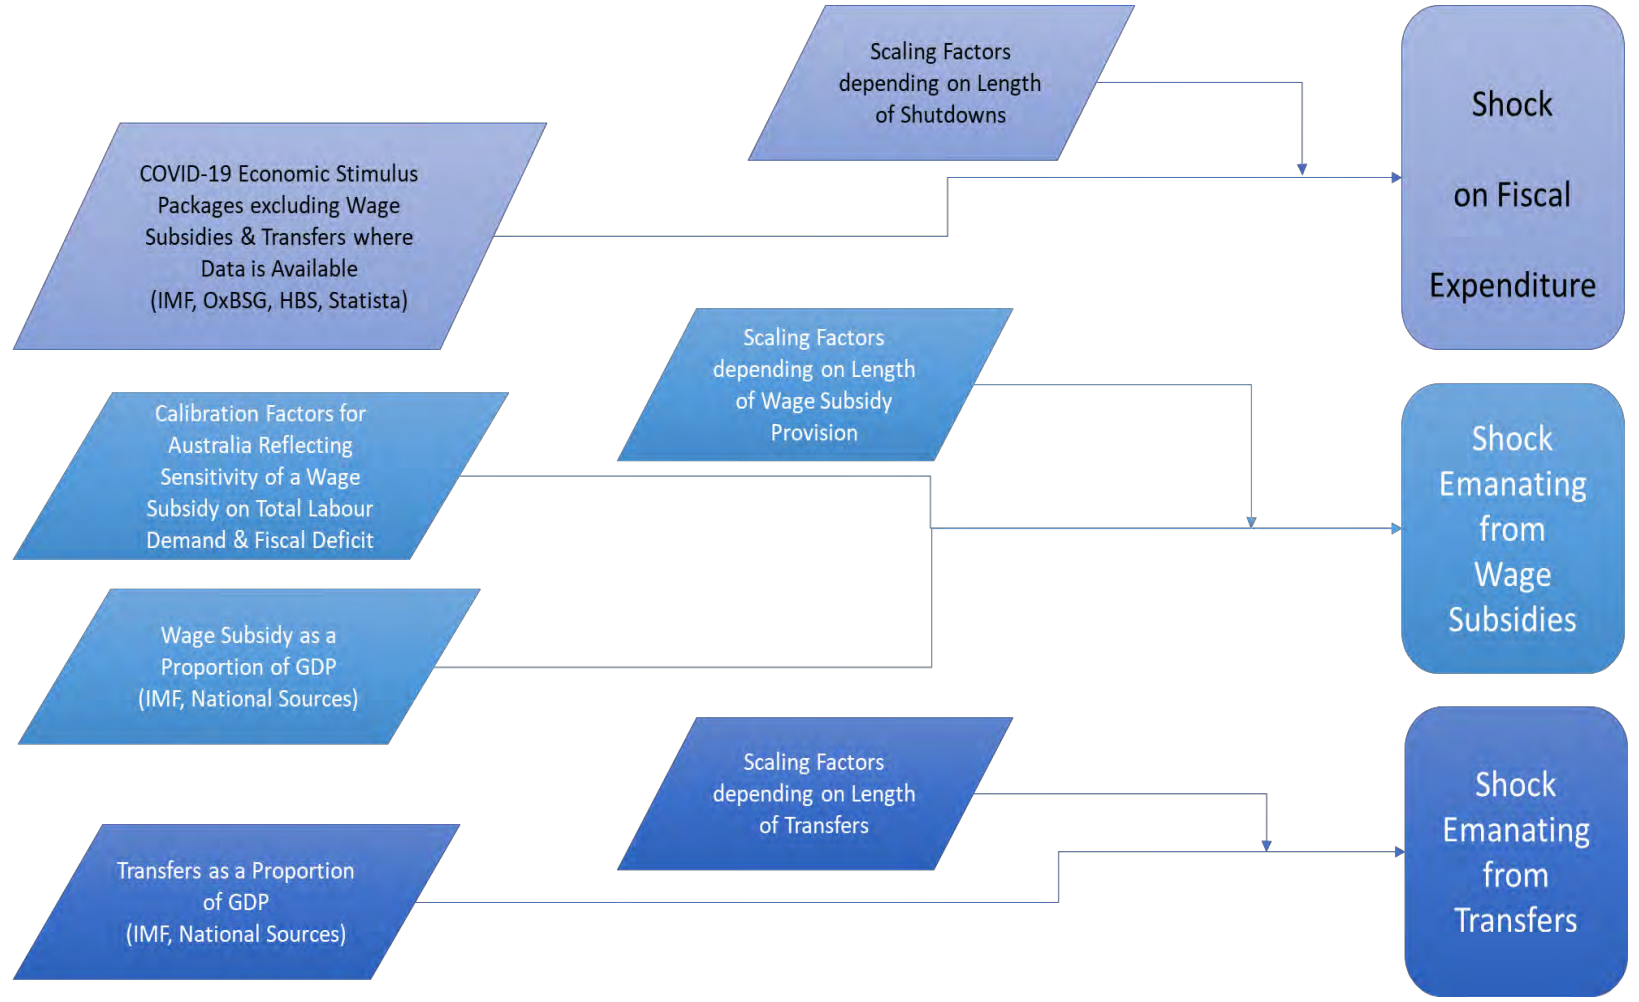 Scaling Factors
depending on Length
of Shutdowns
Shock
on Fiscal
Expenditure
COVID-19 Economic Stimulus
Packages excluding Wage
Subsidies & Transfers where
Data is Available
(IMF, OxBSG, HBS, Statista)
Scaling Factors
depending on Length
of Wage Subsidy
Provision
Calibration Factors for
Australia Reflecting
Sensitivity of a Wage
Subsidy on Total Labour
Demand & Fiscal Deficit
Shock
Emanating
from
Wage
Subsidies
Wage Subsidy as a
Proportion of GDP
(IMF, National Sources)
Scaling Factors
depending on Length
of Transfers
Shock
Emanating
from
Transfers
Transfers as a Proportion
of GDP
(IMF, National Sources)